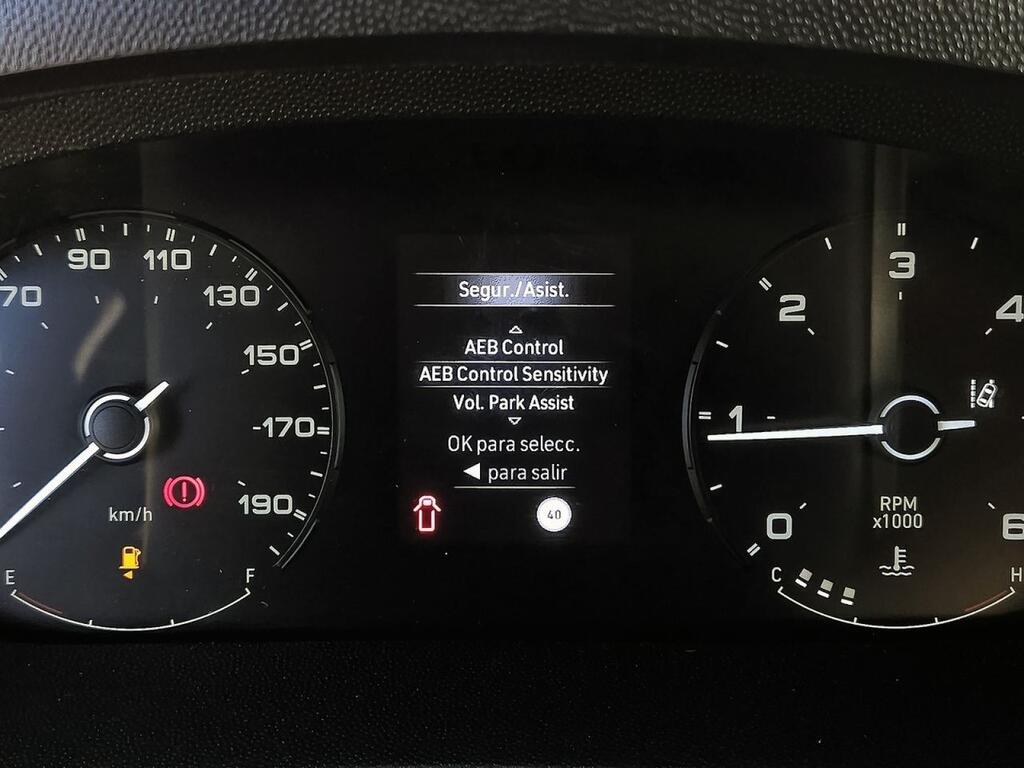 70
90
110
130
150
170
190
km/h
E
F
Segur./Asist.
AEB Control
AEB Control Sensitivity
Vol. Park Assist
OK para selecc.
◀ para salir
40
0
1
2
3
4
6
RPM
x1000
C
H